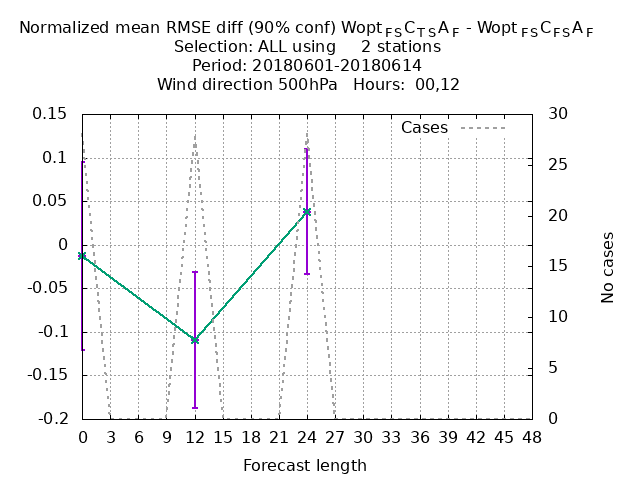 Normalized mean RMSE diff (90% conf) Wopt FS C TS A F - Wopt FS C FS A F
Selection: ALL using 2 stations
Period: 20180601-20180614
Wind direction 500hPa Hours: 00,12
Cases
0.15
0.1
0.05
0
-0.05
-0.1
-0.15
-0.2
30
25
20
15
10
5
0
No cases
0 3 6 9 12 15 18 21 24 27 30 33 36 39 42 45 48
Forecast length